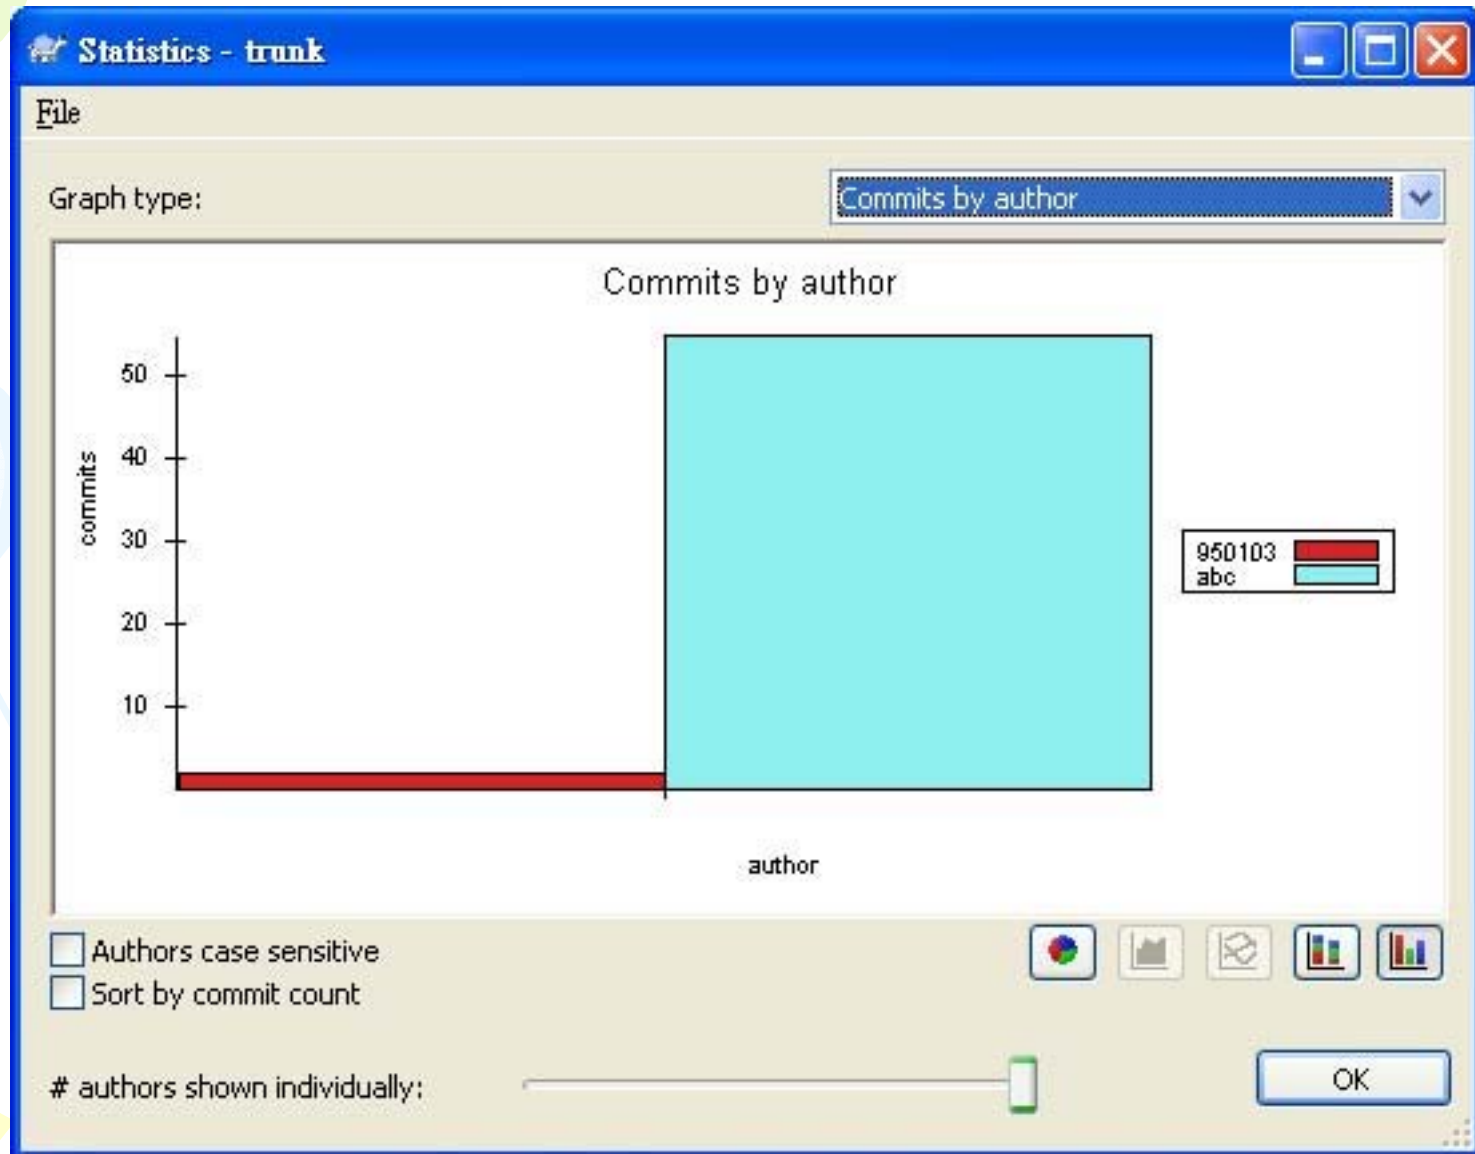 Statistics - trunk
File
Graph type:
Commits by author
Commits by author
50
40
30
20
10
commits
950103
abc
author
Authors case sensitive
Sort by commit count
# authors shown individually:
OK